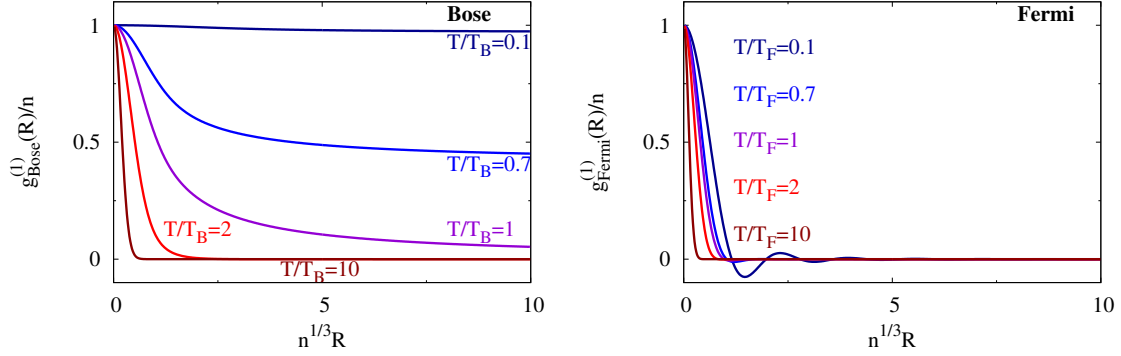 Bose
1
T/T_B=0.1
0.5
T/T_B=0.7
T/T_B=2
T/T_B=1
0
T/T_B=10
0 5 10
n^{1/3}R
g^{(1)}_{Bose}(R)/n
Fermi
1
T/T_F=0.1
T/T_F=0.7
0.5
T/T_F=1
T/T_F=2
T/T_F=10
0
0 5 10
n^{1/3}R
g^{(1)}_{Fermi}(R)/n